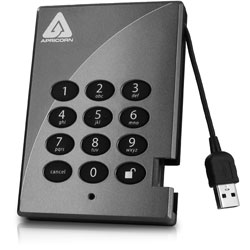 APRICORN
1 2 3
abc def
4 5 6
ghi jkl mno
7 8 9
pqrs tuv wxyz
cancel 0